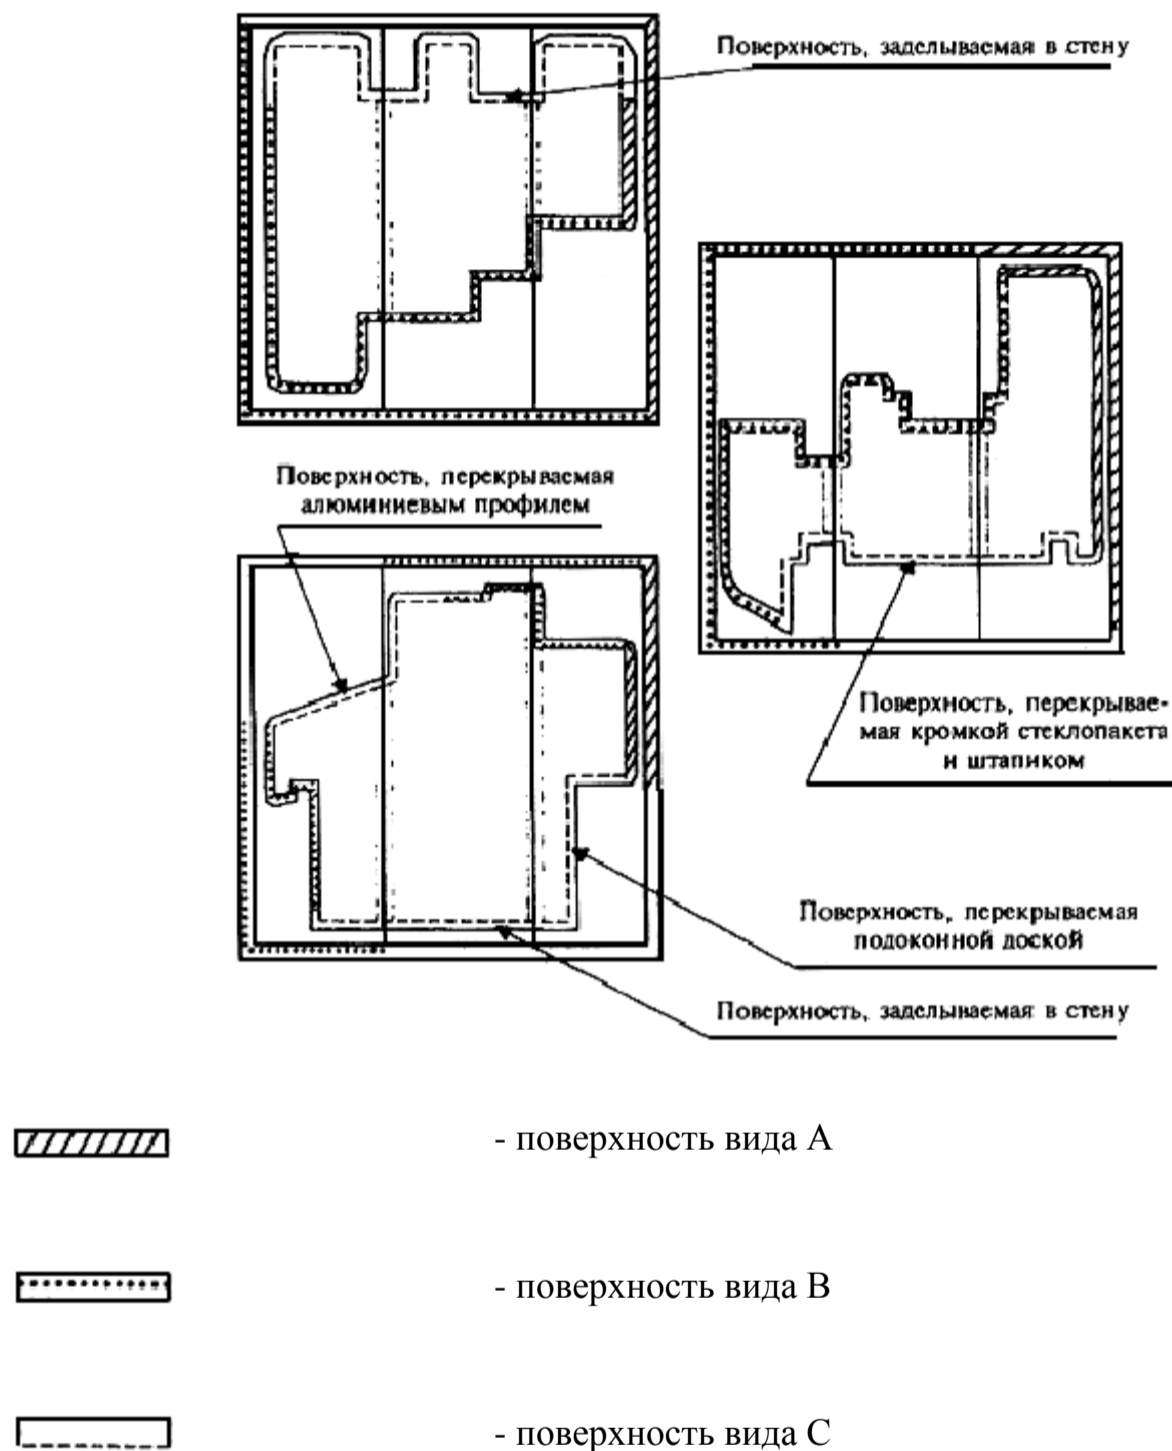 Поверхность, заделываемая в стену
Поверхность, перекрываемая
алюминиевым профилем
Поверхность, перекрывае-
мая кромкой стеклопакета
и штапиком
Поверхность, перекрываемая
подоконной доской
Поверхность, заделываемая в стену
- поверхность вида А
- поверхность вида В
- поверхность вида С